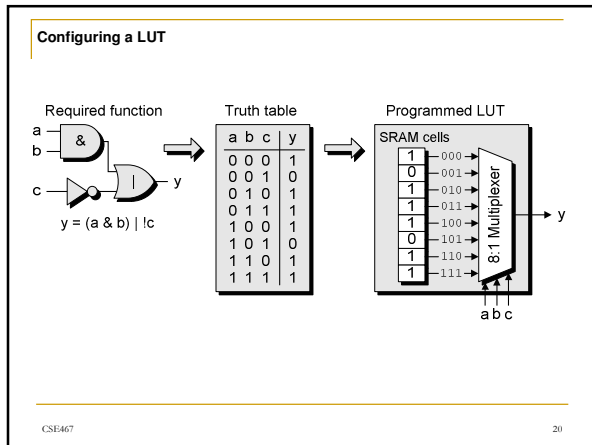 Configuring a LUT
Required function
a
&
b
|
y
c
y = (a & b) | !c
Truth table
a b c y
0 0 0 1
0 0 1 0
0 1 0 1
0 1 1 1
1 0 0 1
1 0 1 0
1 1 0 1
1 1 1 1
Programmed LUT
SRAM cells
1 000
0 001
1 010
1 011
1 100
0 101
1 110
1 111
8:1 Multiplexer
y
a b c
CSE467
20